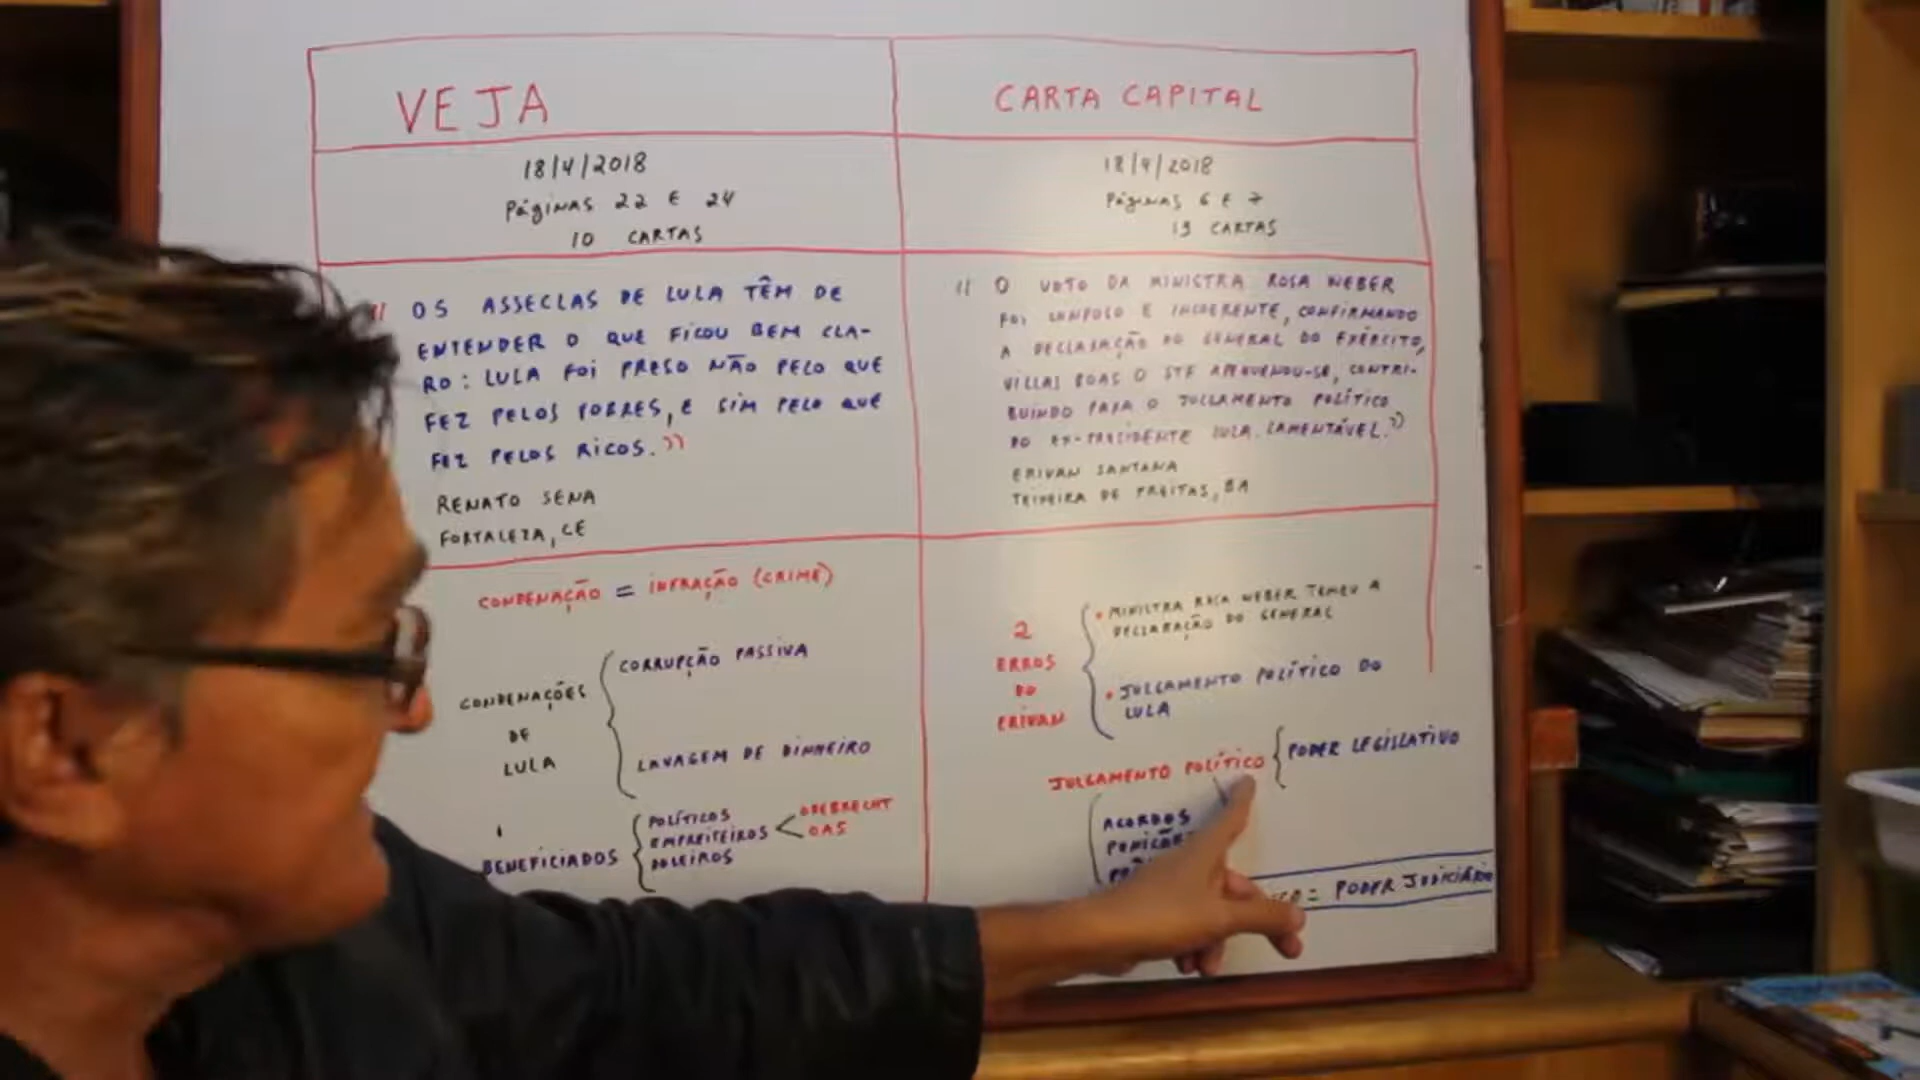 VEJA
18/4/2018
Páginas 22 E 24
10 CARTAS
" OS ASSECLAS DE LULA TÊM DE
ENTENDER O QUE FICOU BEM CLA-
RO: LULA FOI PRESO NÃO PELO QUE
FEZ PELOS POBRES, E SIM PELO QUE
FEZ PELOS RICOS."
RENATO SENA
FORTALEZA, CE
CONDENAÇÃO = INFRAÇÃO (CRIME)
CONDENAÇÕES
DE
LULA
CORRUPÇÃO PASSIVA
LAVAGEM DE DINHEIRO
BENEFICIADOS
POLÍTICOS
EMPREITEIROS
DOLEIROS
ODEBRECHT
OAS
CARTA CAPITAL
18/4/2018
Páginas 6 E 7
19 CARTAS
" O VOTO DA MINISTRA ROSA WEBER
FOI CONFUSO E INCOERENTE, CONFIRMANDO
A DECLARAÇÃO DO GENERAL DO EXÉRCITO,
VILLAS BOAS O STF APEQUENOU-SE, CONTRI-
BUINDO PARA O JULGAMENTO POLÍTICO
DO EX-PRESIDENTE LULA. LAMENTÁVEL."
ERIVAN SANTANA
TEIXEIRA DE FREITAS, BA
2
ERROS
DO
ERIVAN
• MINISTRA ROSA WEBER TEMEU A
DECLARAÇÃO DO GENERAL
• JULGAMENTO POLÍTICO DO
LULA
JULGAMENTO POLÍTICO
PODER LEGISLATIVO
ACORDOS
= PODER JUDICIÁRIO